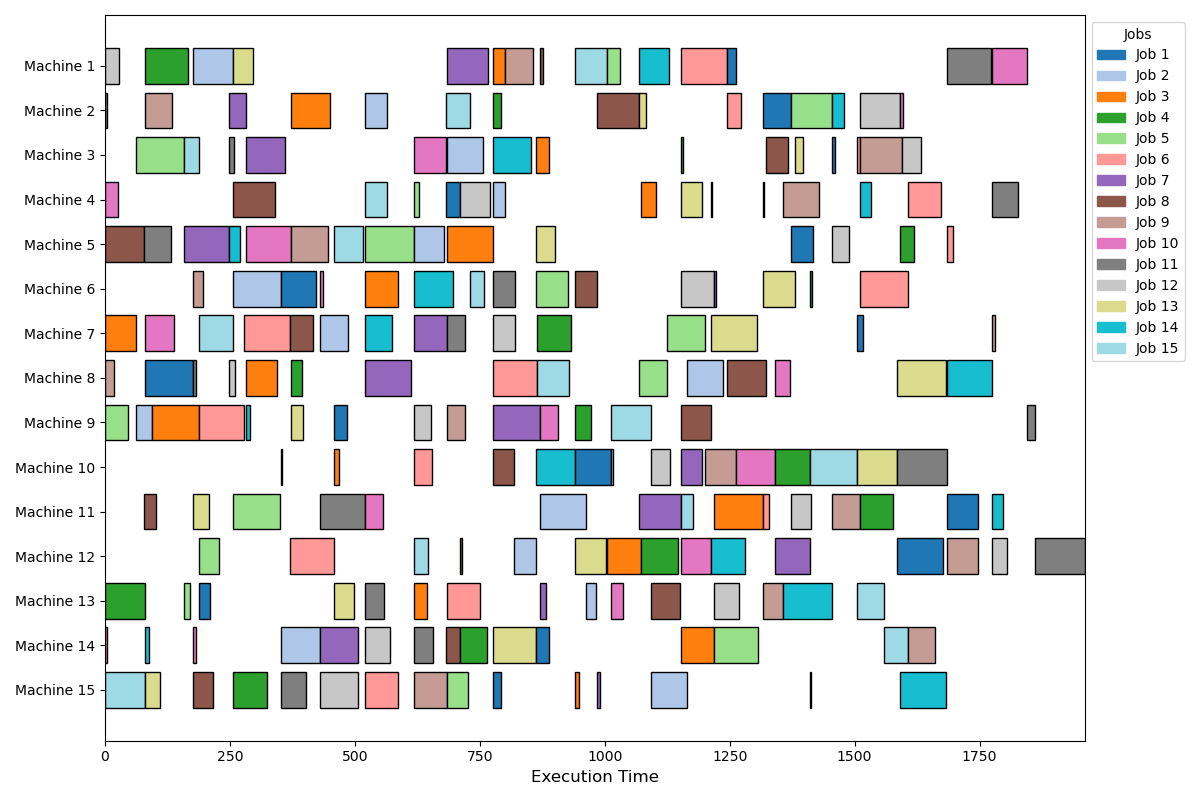 Machine 1
Machine 2
Machine 3
Machine 4
Machine 5
Machine 6
Machine 7
Machine 8
Machine 9
Machine 10
Machine 11
Machine 12
Machine 13
Machine 14
Machine 15
0 250 500 750 1000 1250 1500 1750
Execution Time
Jobs
Job 1
Job 2
Job 3
Job 4
Job 5
Job 6
Job 7
Job 8
Job 9
Job 10
Job 11
Job 12
Job 13
Job 14
Job 15